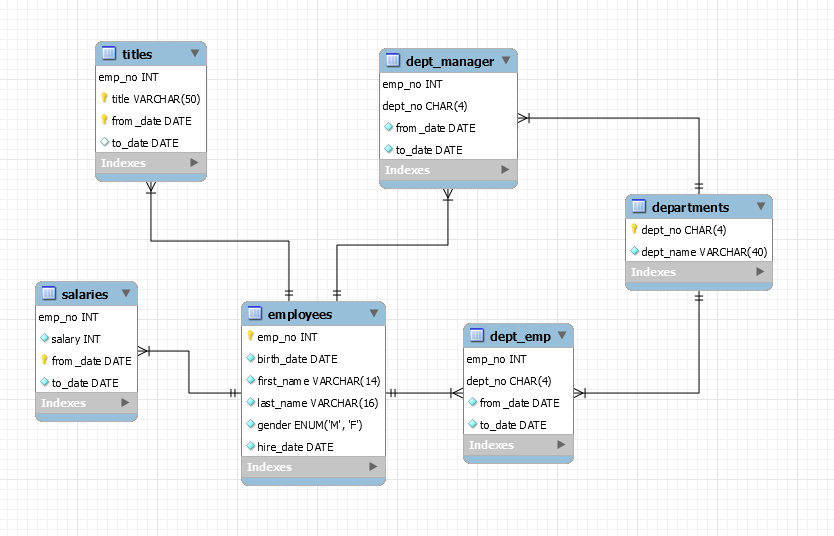 titles
emp_no INT
title VARCHAR(50)
from_date DATE
to_date DATE
Indexes
dept_manager
emp_no INT
dept_no CHAR(4)
from_date DATE
to_date DATE
Indexes
departments
dept_no CHAR(4)
dept_name VARCHAR(40)
Indexes
salaries
emp_no INT
salary INT
from_date DATE
to_date DATE
Indexes
employees
emp_no INT
birth_date DATE
first_name VARCHAR(14)
last_name VARCHAR(16)
gender ENUM('M', 'F')
hire_date DATE
Indexes
dept_emp
emp_no INT
dept_no CHAR(4)
from_date DATE
to_date DATE
Indexes